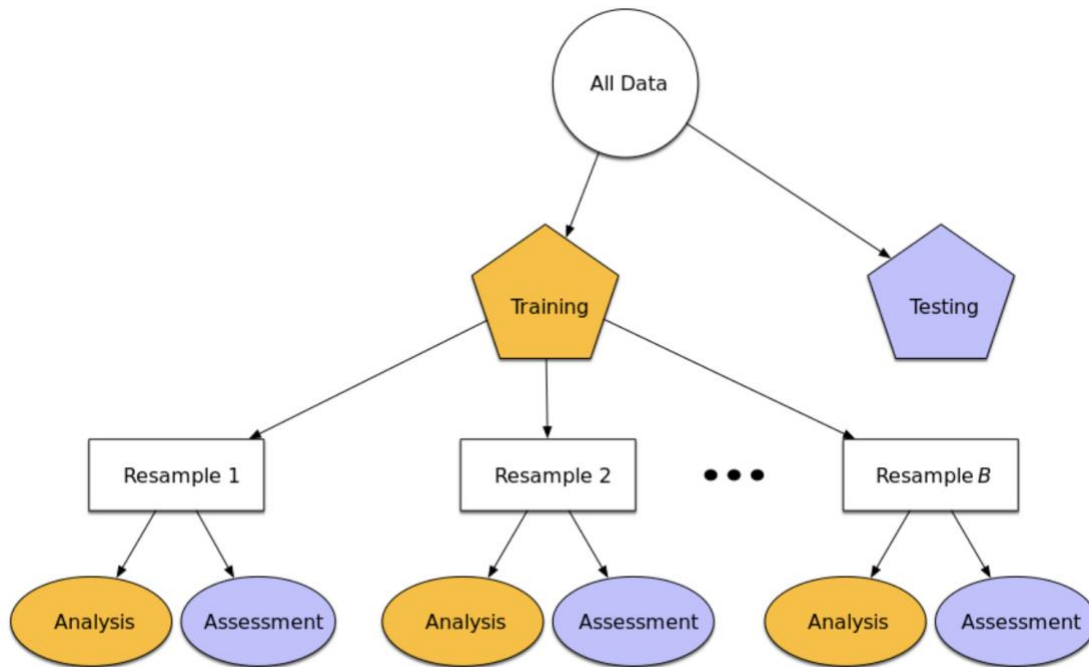 All Data
Training
Testing
Resample 1
Resample 2
Resample B
Analysis
Assessment
Analysis
Assessment
Analysis
Assessment